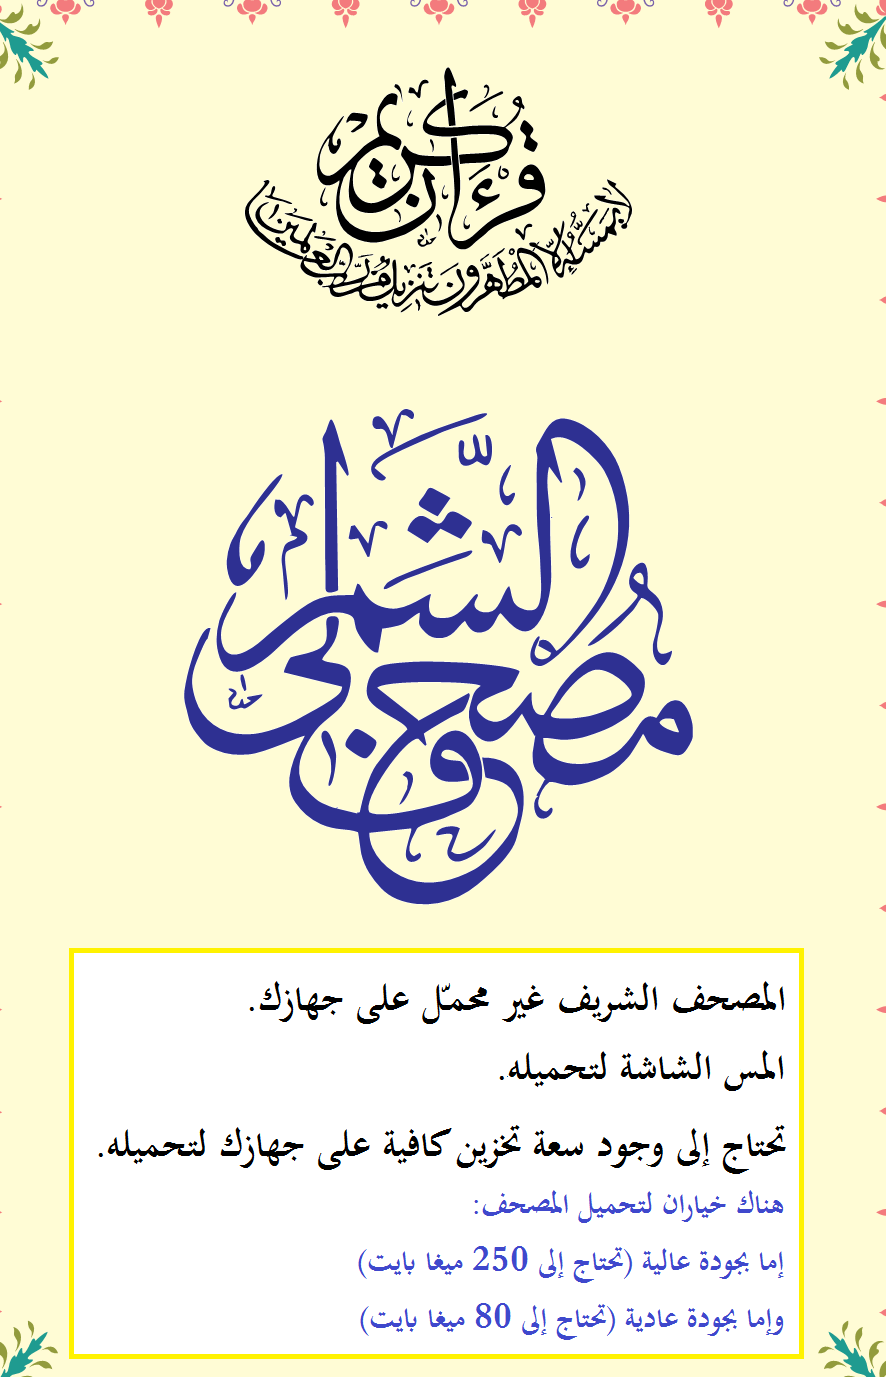 قرءان كريم
لا يمسه إلا المطهرون تنزيل من رب العلمين
مصحف الشمرلي
المصحف الشريف غير محمّل على جهازك.
المس الشاشة لتحميله.
تحتاج إلى وجود سعة تخزين كافية على جهازك لتحميله.
هناك خياران لتحميل المصحف:
إما بجودة عالية (تحتاج إلى 250 ميغا بايت)
وإما بجودة عادية (تحتاج إلى 80 ميغا بايت)